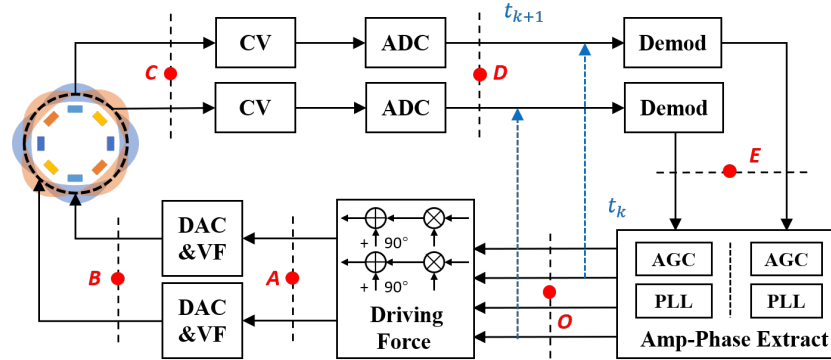 t_{k+1}
C
CV
ADC
D
Demod
CV
ADC
Demod
E
t_k
DAC
&VF
+ 90°
AGC
AGC
B
A
+ 90°
O
PLL
PLL
DAC
&VF
Driving
Force
Amp-Phase Extract